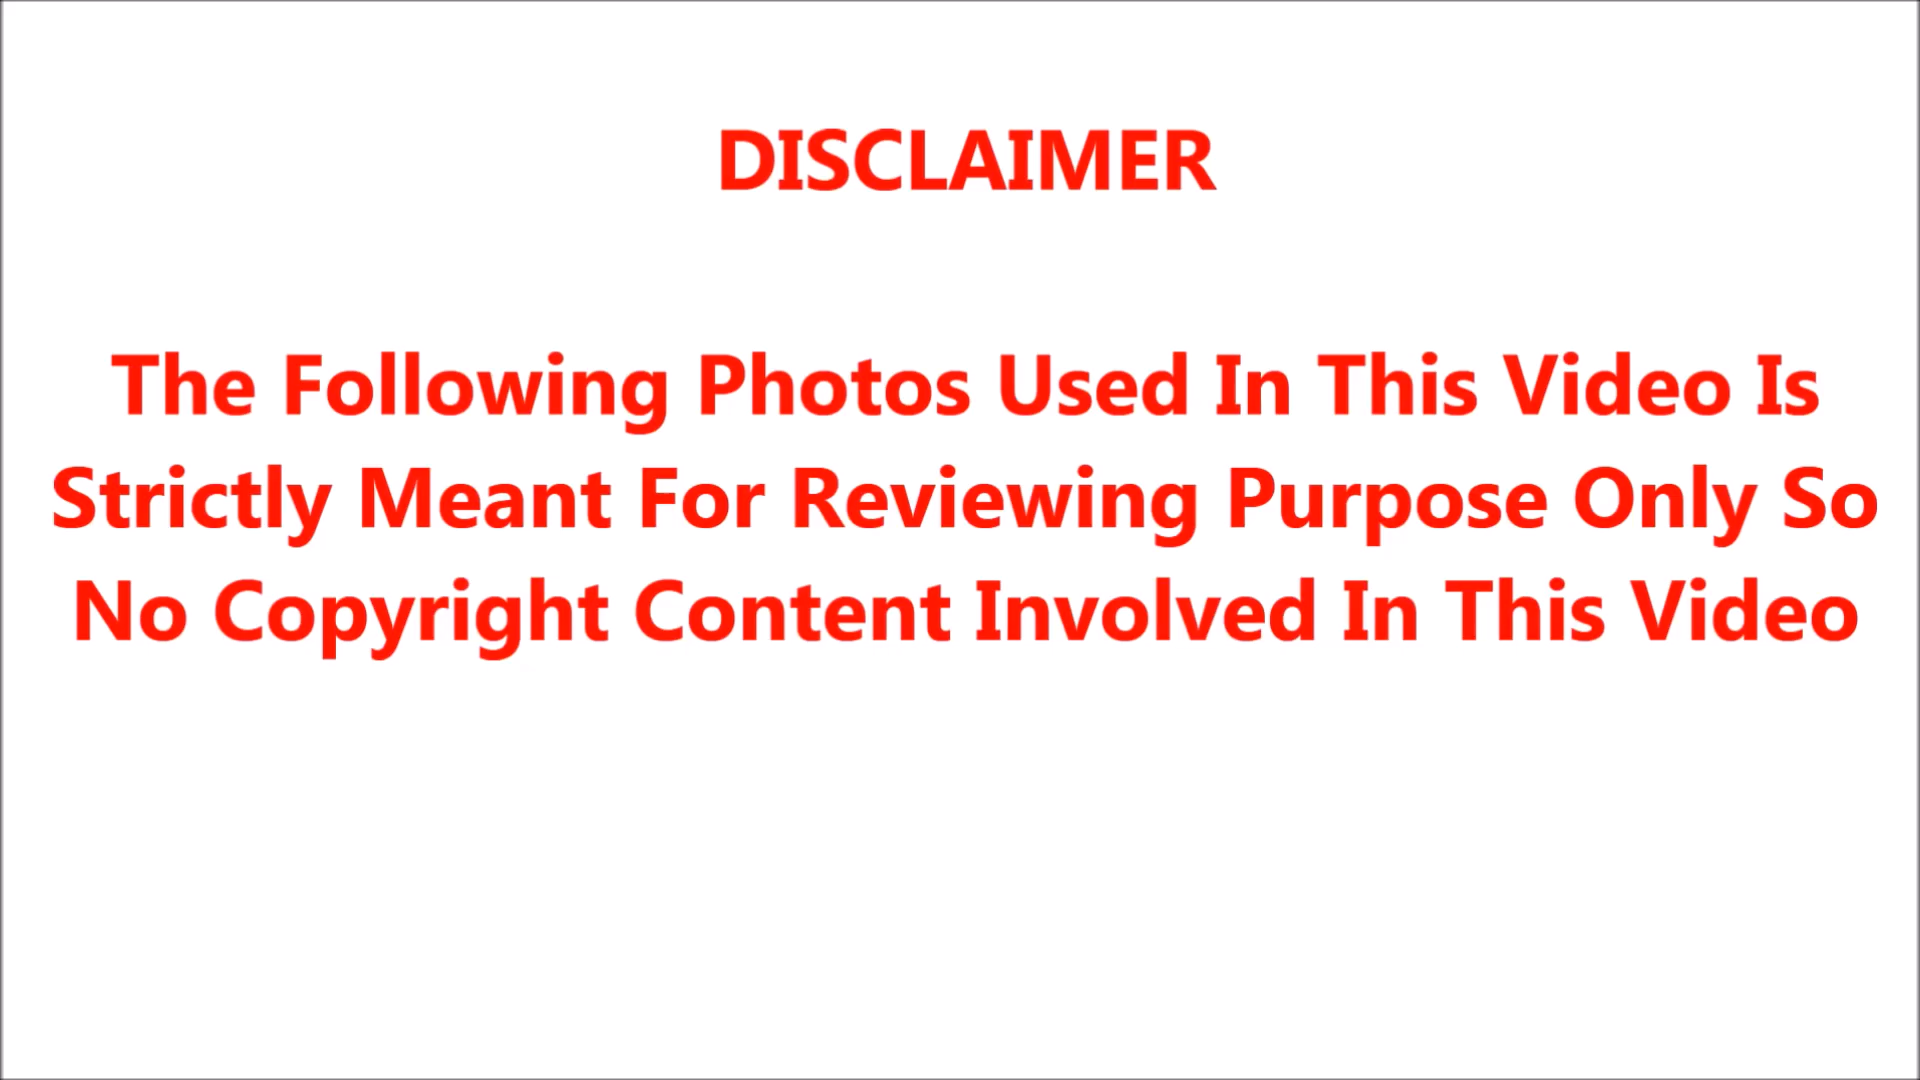 DISCLAIMER
The Following Photos Used In This Video Is
Strictly Meant For Reviewing Purpose Only So
No Copyright Content Involved In This Video